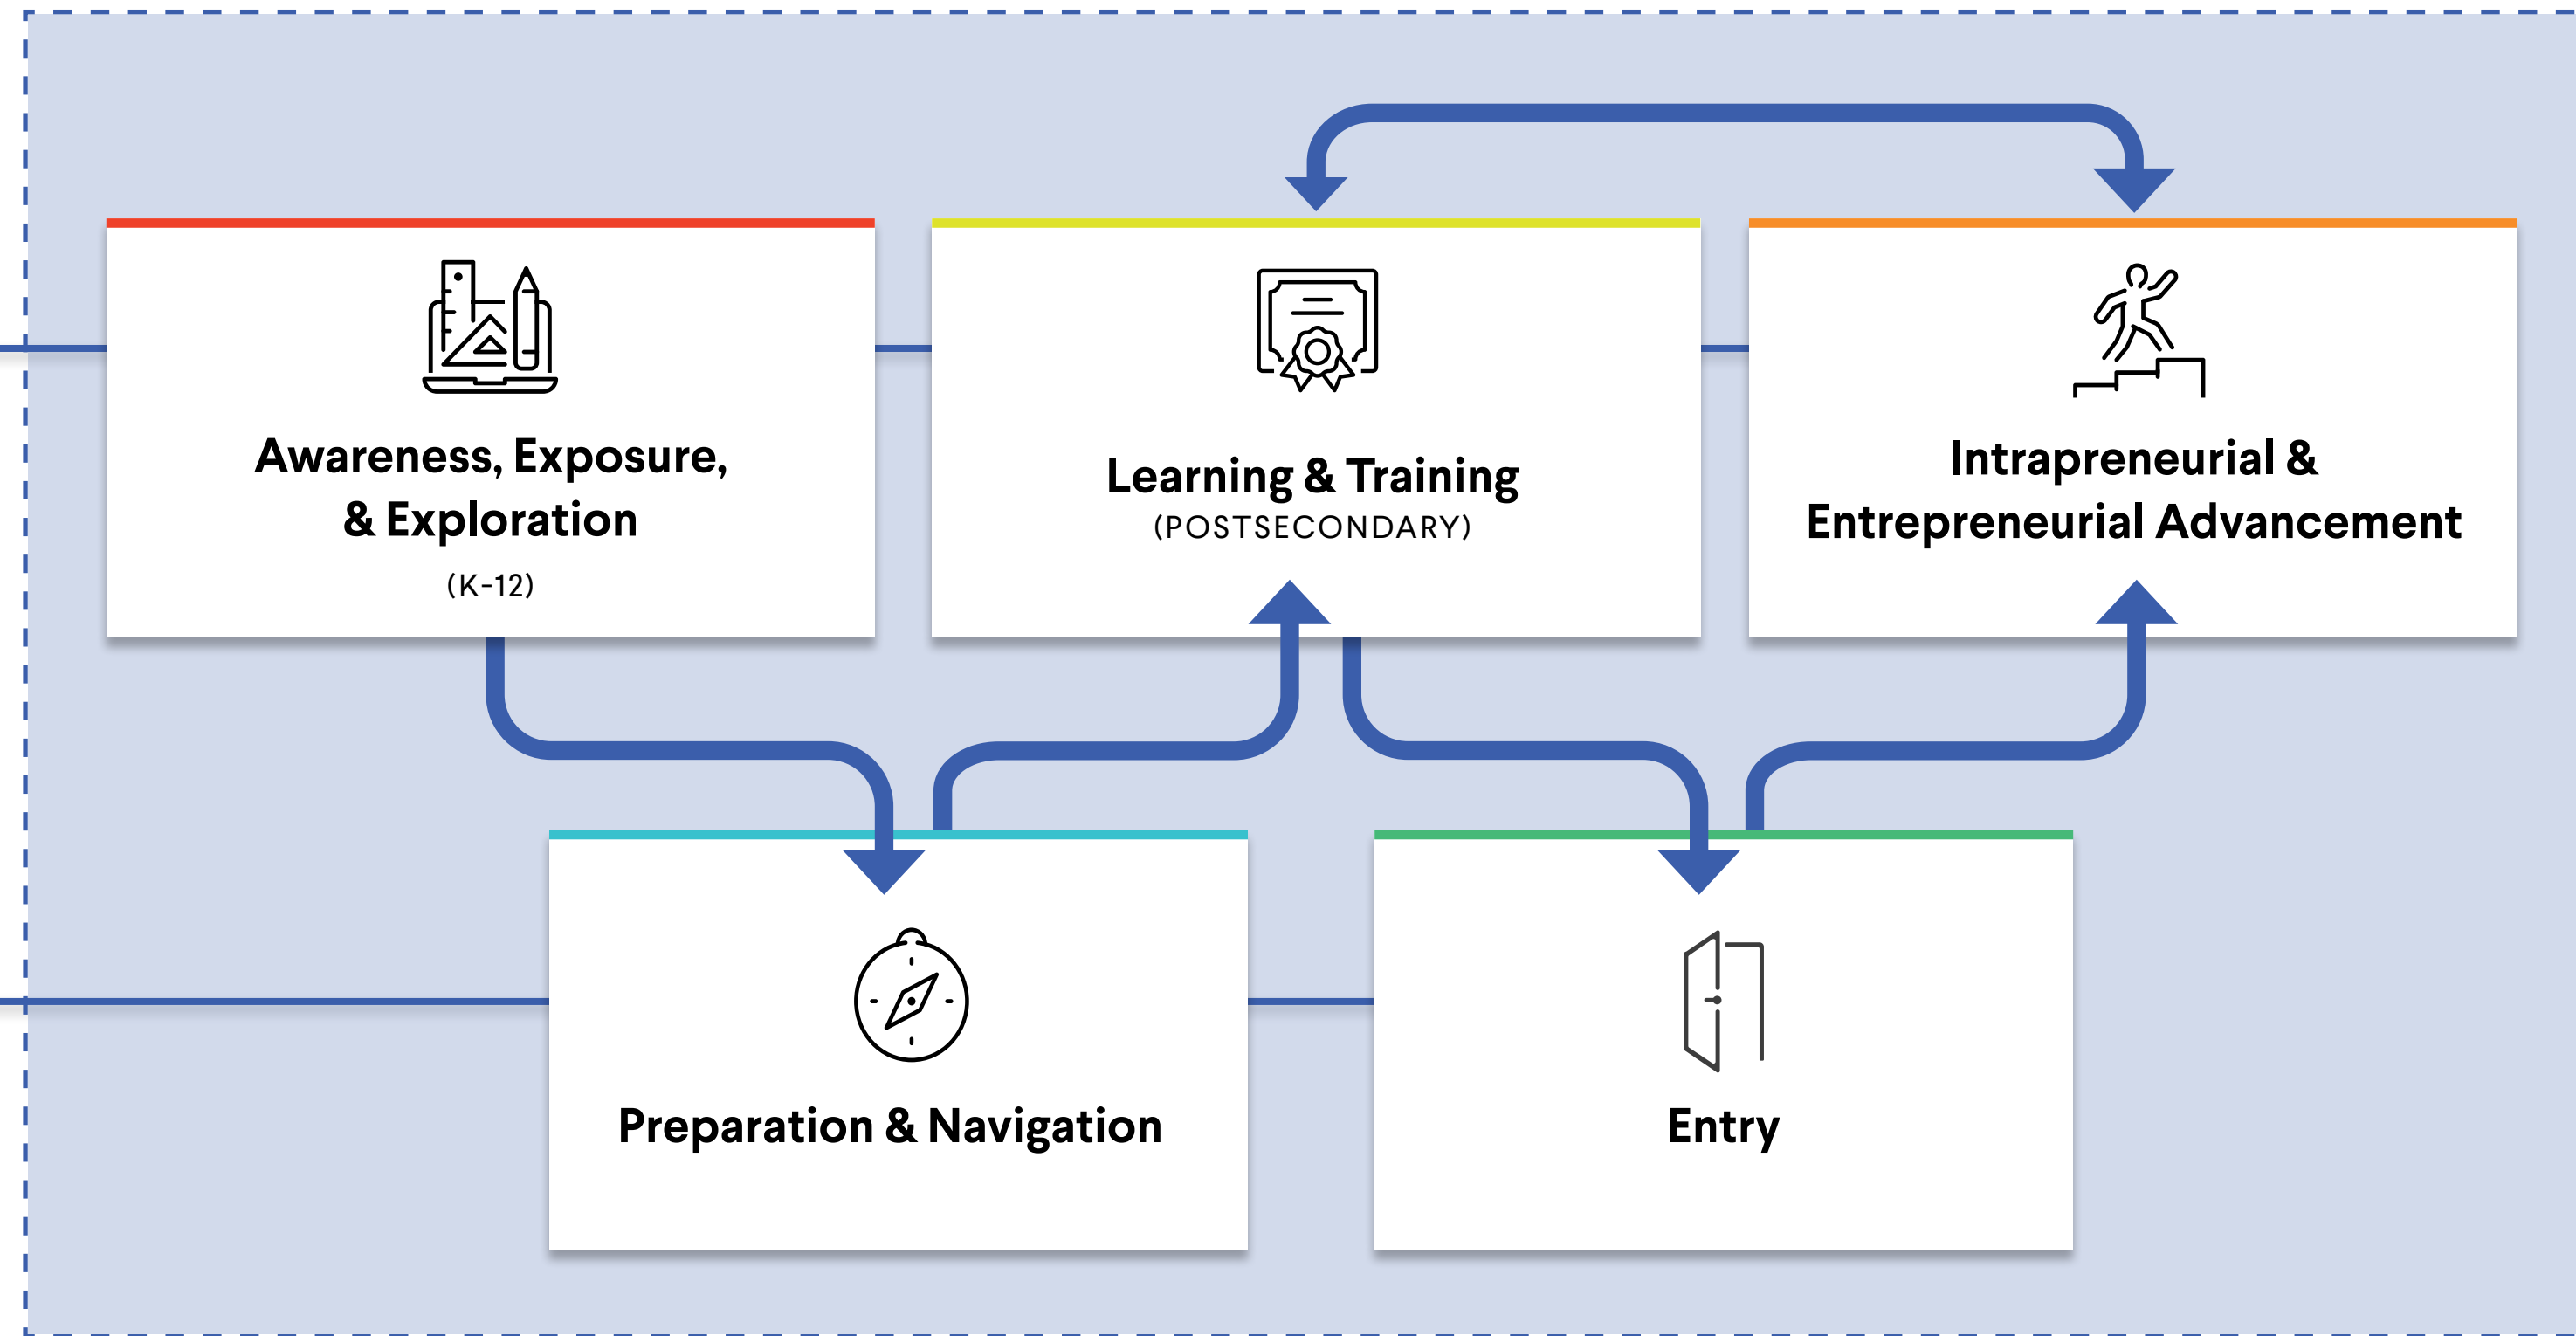 Awareness, Exposure,
& Exploration
(K-12)
Learning & Training
(POSTSECONDARY)
Intrapreneurial &
Entrepreneurial Advancement
Preparation & Navigation
Entry